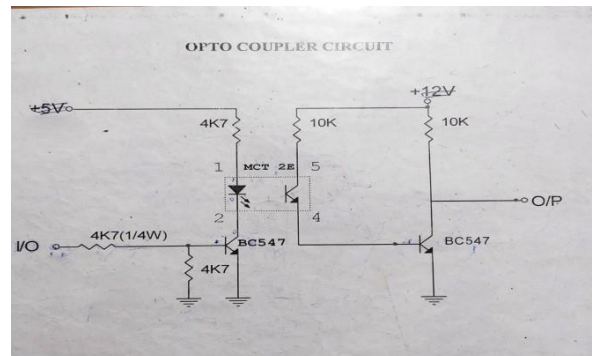 OPTO COUPLER CIRCUIT
+12V
+5V
4K7
10K
10K
1
MCT 2E
5
2
4
O/P
I/O
4K7(1/4W)
BC547
BC547
4K7